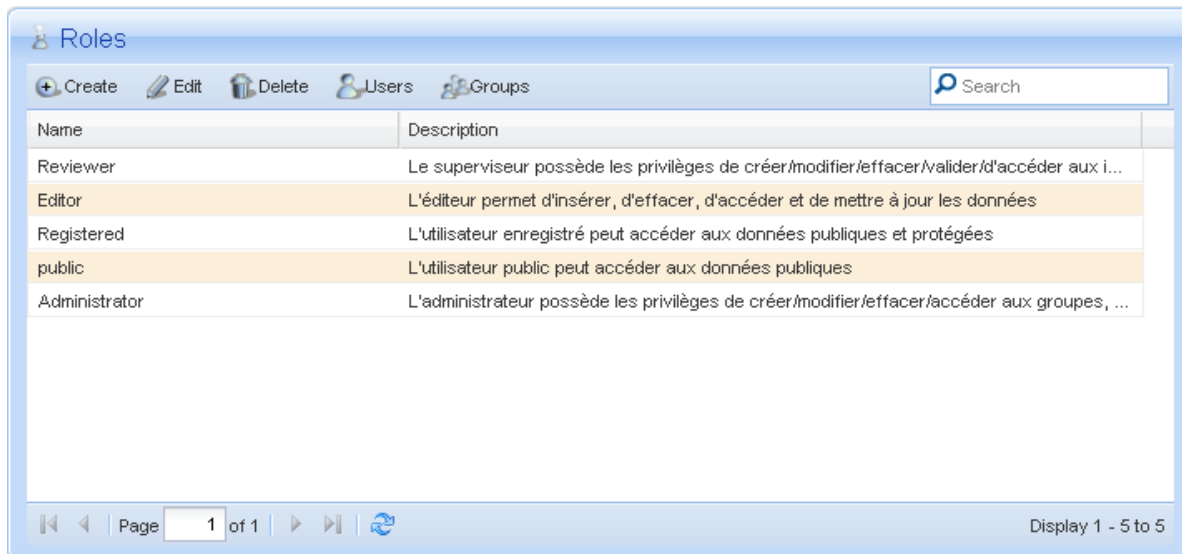 Roles
Create Edit Delete Users Groups Search
Name Description
Reviewer Le superviseur possède les privilèges de créer/modifier/effacer/valider/d'accéder aux i...
Editor L'éditeur permet d'insérer, d'effacer, d'accéder et de mettre à jour les données
Registered L'utilisateur enregistré peut accéder aux données publiques et protégées
public L'utilisateur public peut accéder aux données publiques
Administrator L'administrateur possède les privilèges de créer/modifier/effacer/accéder aux groupes, ...
Page 1 of 1 Display 1 - 5 to 5